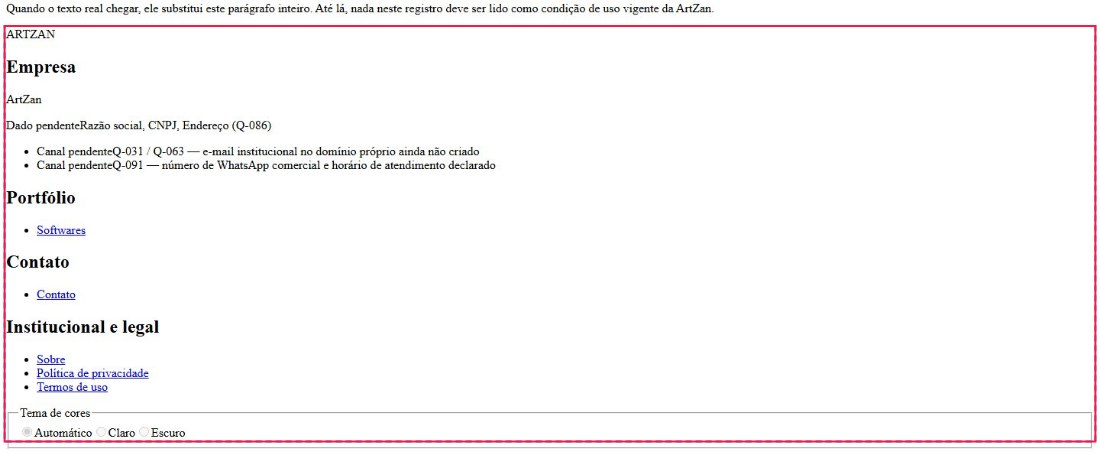 Quando o texto real chegar, ele substitui este parágrafo inteiro. Até lá, nada neste registro deve ser lido como condição de uso vigente da ArtZan.
ARTZAN
Empresa
ArtZan
Dado pendenteRazão social, CNPJ, Endereço (Q-086)
Canal pendenteQ-031 / Q-063 — e-mail institucional no domínio próprio ainda não criado
Canal pendenteQ-091 — número de WhatsApp comercial e horário de atendimento declarado
Portfólio
Softwares
Contato
Contato
Institucional e legal
Sobre
Política de privacidade
Termos de uso
Tema de cores
Automático Claro Escuro